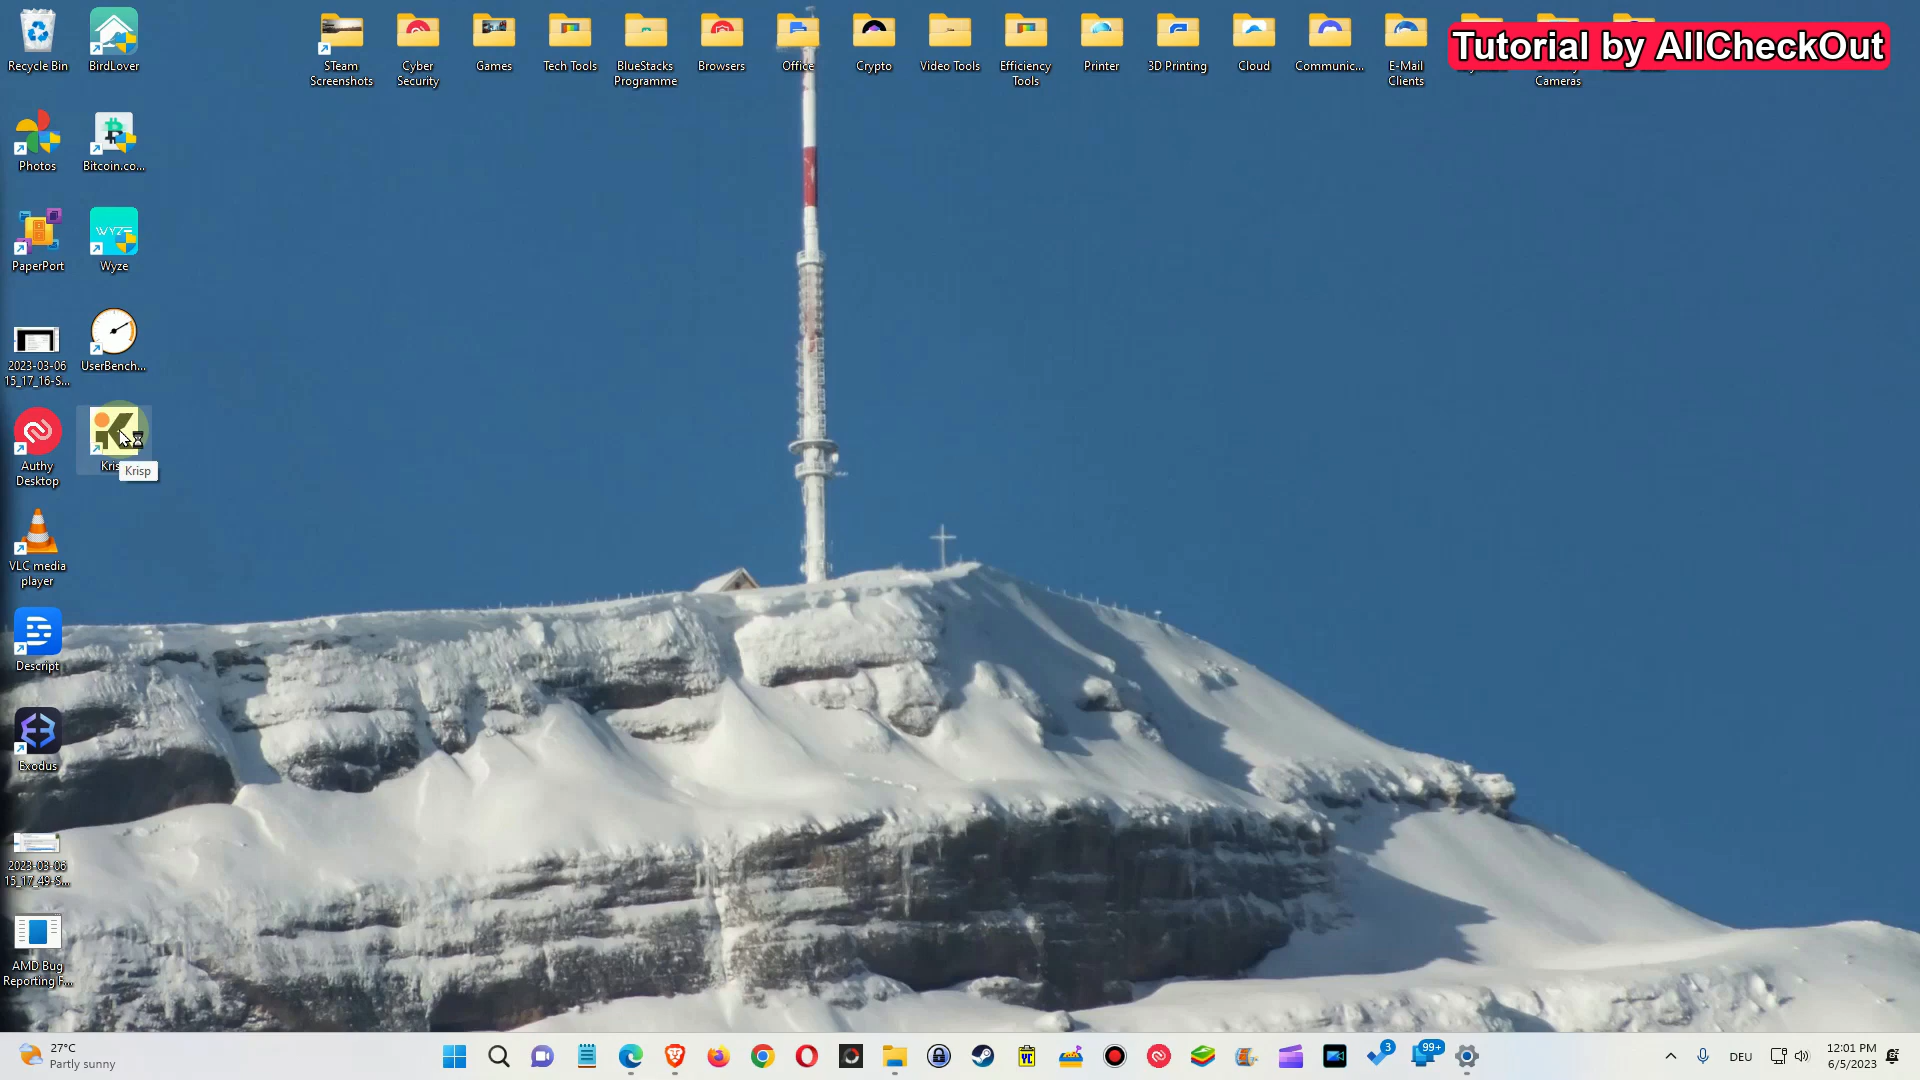 Tutorial by AllCheckOut
Recycle Bin
BirdLover
STeam
Screenshots
Cyber
Security
Games
Tech Tools
BlueStacks
Programme
Browsers
Office
Crypto
Video Tools
Efficiency
Tools
Printer
3D Printing
Cloud
Communic...
E-Mail
Clients
Cameras
Photos
Bitcoin.co...
PaperPort
WYZE
Wyze
2023-03-06
15_17_16-S...
UserBench...
Authy
Desktop
Krisp
VLC media
player
Descript
Exodus
2023-03-06
15_17_49-S...
AMD Bug
Reporting F...
27°C
Partly sunny
3
99+
DEU
12:01 PM
6/5/2023